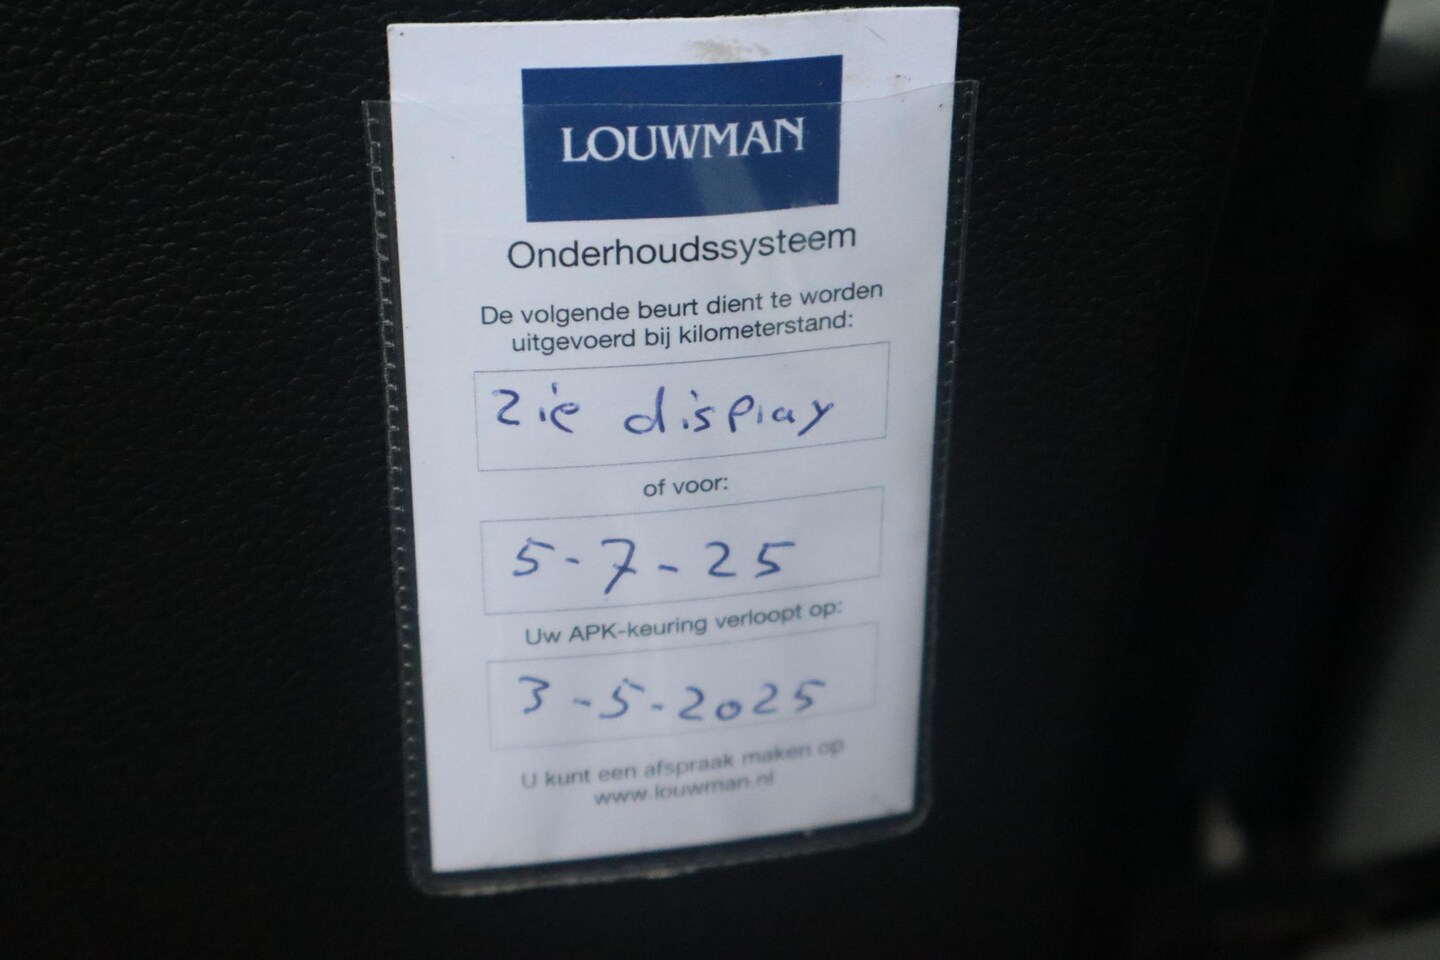 LOUWMAN
Onderhoudssysteem
De volgende beurt dient te worden
uitgevoerd bij kilometerstand:
zie display
of voor:
5-7-25
Uw APK-keuring verloopt op:
3-5-2025
U kunt een afspraak maken op
www.louwman.nl